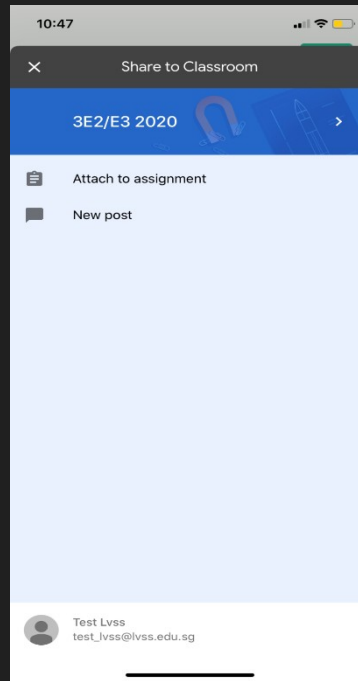 10:47
Share to Classroom
3E2/E3 2020
Attach to assignment
New post
Test Lvss
test_lvss@lvss.edu.sg